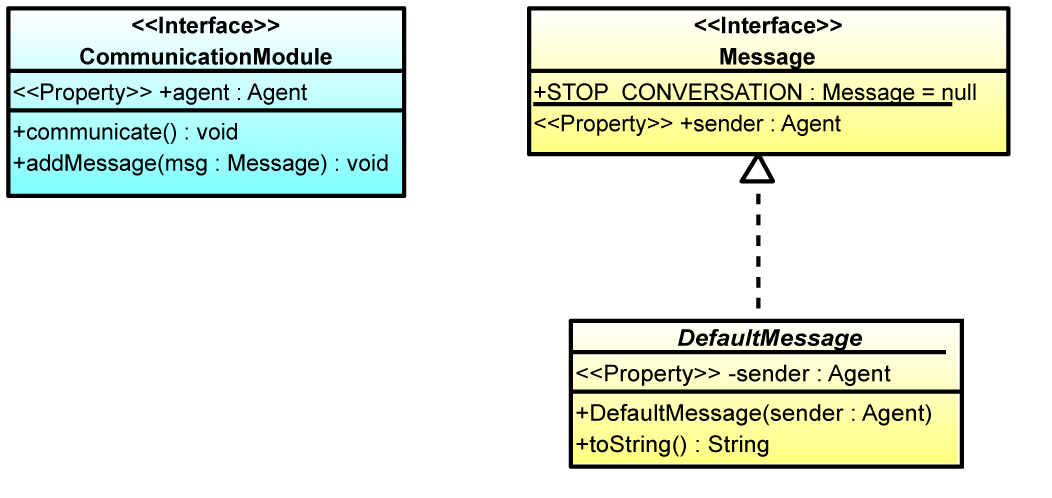 <<Interface>>
CommunicationModule
<<Property>> +agent : Agent
+communicate() : void
+addMessage(msg : Message) : void
<<Interface>>
Message
+STOP_CONVERSATION : Message = null
<<Property>> +sender : Agent
DefaultMessage
<<Property>> -sender : Agent
+DefaultMessage(sender : Agent)
+toString() : String